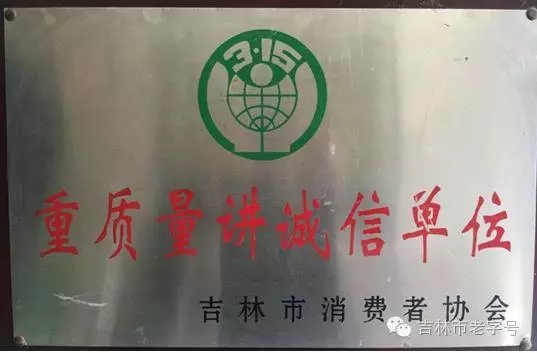 3·15
重质量讲诚信单位
吉林市消费者协会
吉林市老字号